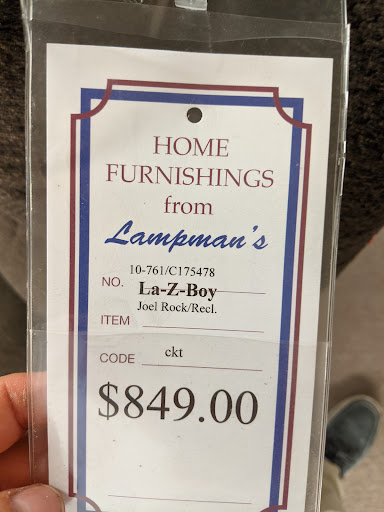 HOME
FURNISHINGS
from
Lampman's
10-761/C175478
NO. La-Z-Boy
Joel Rock/Recl.
ITEM
CODE ckt
$849.00